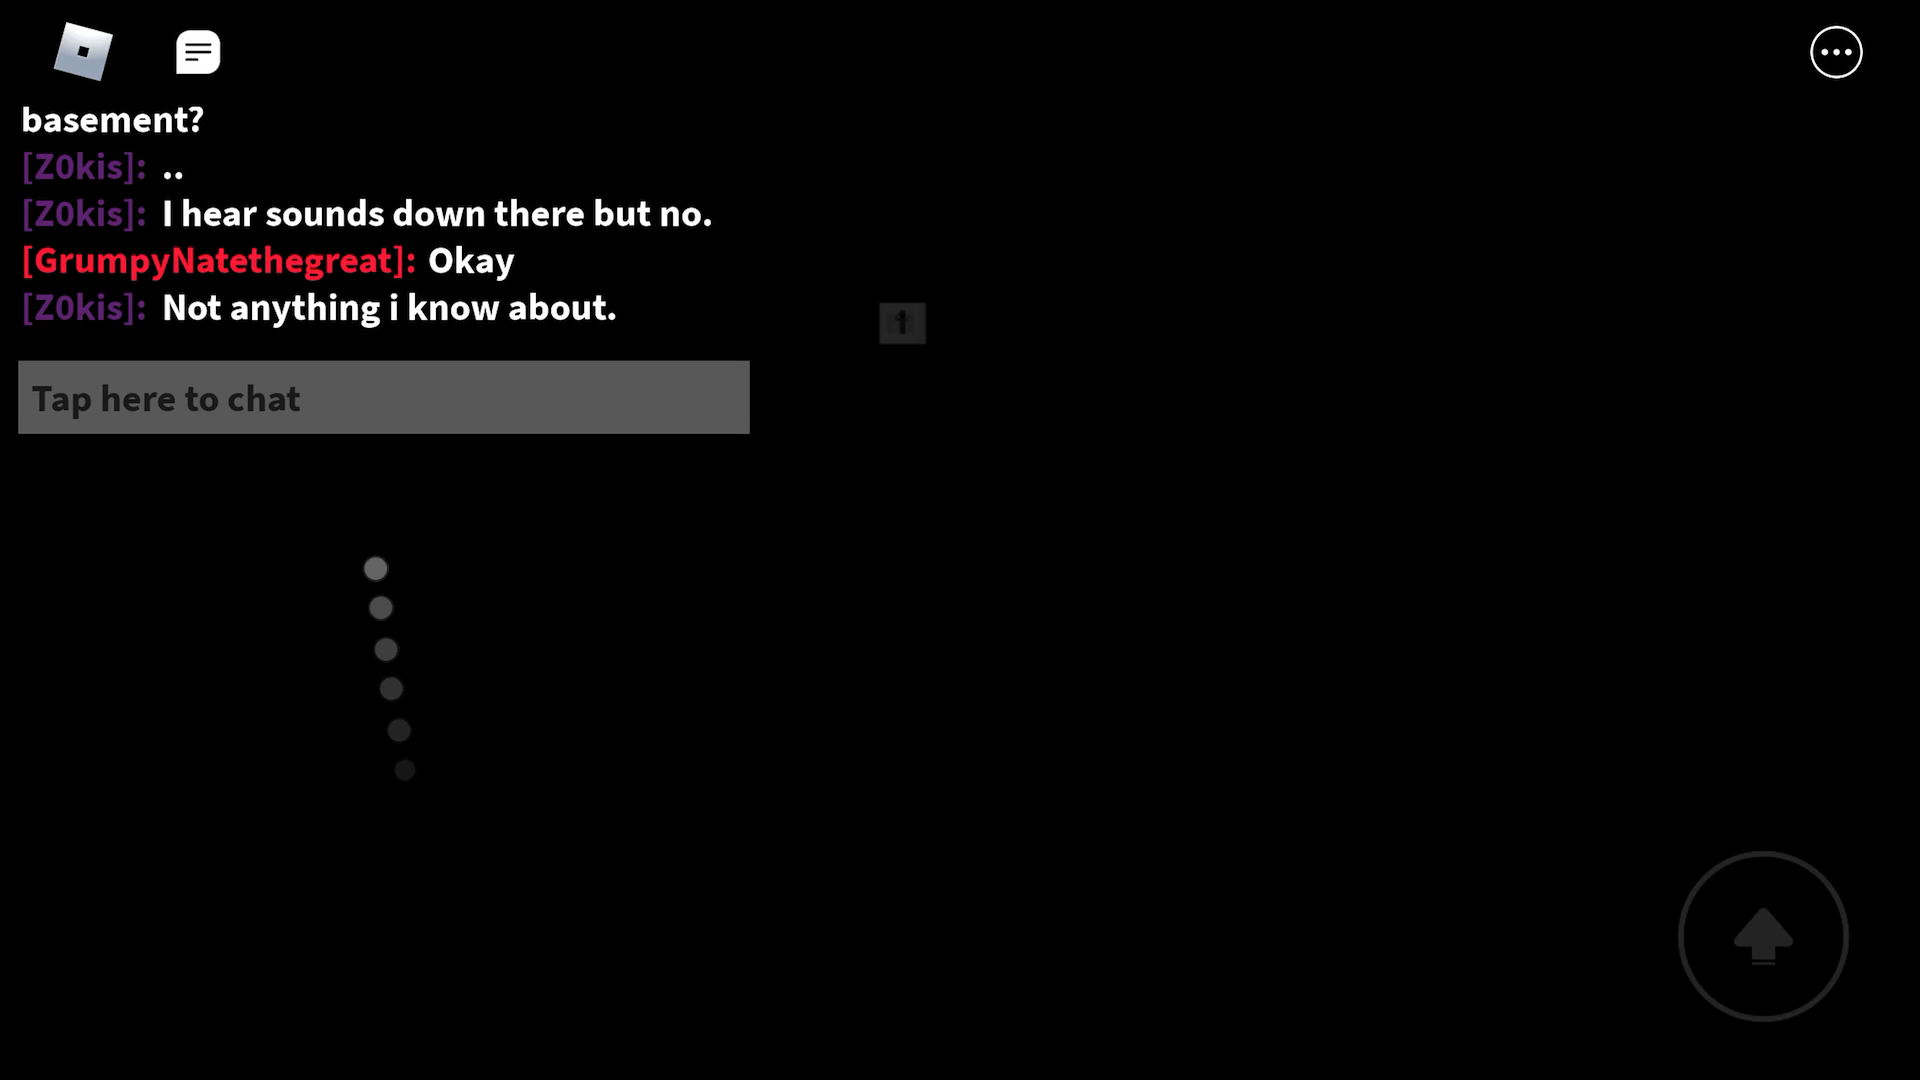 basement?
[Z0kis]: ..
[Z0kis]: I hear sounds down there but no.
[GrumpyNatethegreat]: Okay
[Z0kis]: Not anything i know about.
Tap here to chat